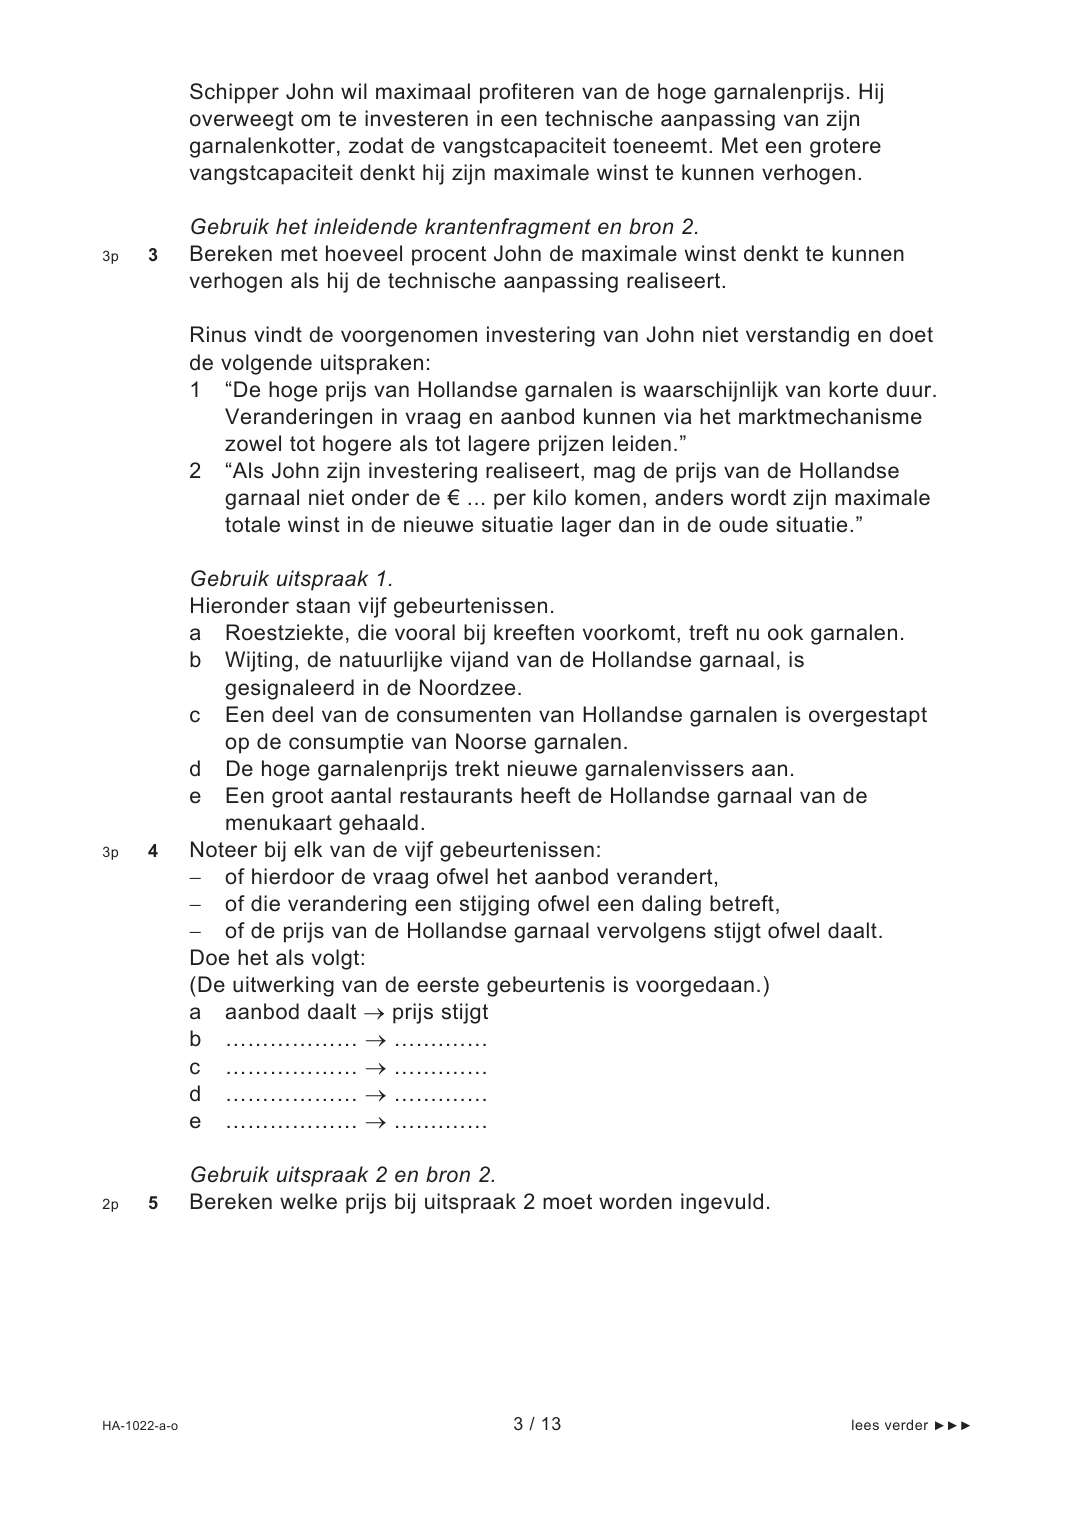 Schipper John wil maximaal profiteren van de hoge garnalenprijs. Hij
overweegt om te investeren in een technische aanpassing van zijn
garnalenkotter, zodat de vangstcapaciteit toeneemt. Met een grotere
vangstcapaciteit denkt hij zijn maximale winst te kunnen verhogen.
Gebruik het inleidende krantenfragment en bron 2.
3p 3 Bereken met hoeveel procent John de maximale winst denkt te kunnen
verhogen als hij de technische aanpassing realiseert.
Rinus vindt de voorgenomen investering van John niet verstandig en doet
de volgende uitspraken:
1 “De hoge prijs van Hollandse garnalen is waarschijnlijk van korte duur.
Veranderingen in vraag en aanbod kunnen via het marktmechanisme
zowel tot hogere als tot lagere prijzen leiden.”
2 “Als John zijn investering realiseert, mag de prijs van de Hollandse
garnaal niet onder de € ... per kilo komen, anders wordt zijn maximale
totale winst in de nieuwe situatie lager dan in de oude situatie.”
Gebruik uitspraak 1.
Hieronder staan vijf gebeurtenissen.
a Roestziekte, die vooral bij kreeften voorkomt, treft nu ook garnalen.
b Wijting, de natuurlijke vijand van de Hollandse garnaal, is
gesignaleerd in de Noordzee.
c Een deel van de consumenten van Hollandse garnalen is overgestapt
op de consumptie van Noorse garnalen.
d De hoge garnalenprijs trekt nieuwe garnalenvissers aan.
e Een groot aantal restaurants heeft de Hollandse garnaal van de
menukaart gehaald.
3p 4 Noteer bij elk van de vijf gebeurtenissen:
– of hierdoor de vraag ofwel het aanbod verandert,
– of die verandering een stijging ofwel een daling betreft,
– of de prijs van de Hollandse garnaal vervolgens stijgt ofwel daalt.
Doe het als volgt:
(De uitwerking van de eerste gebeurtenis is voorgedaan.)
a aanbod daalt → prijs stijgt
b ……………… → ………….
c ……………… → ………….
d ……………… → ………….
e ……………… → ………….
Gebruik uitspraak 2 en bron 2.
2p 5 Bereken welke prijs bij uitspraak 2 moet worden ingevuld.
HA-1022-a-o 3 / 13 lees verder ►►►